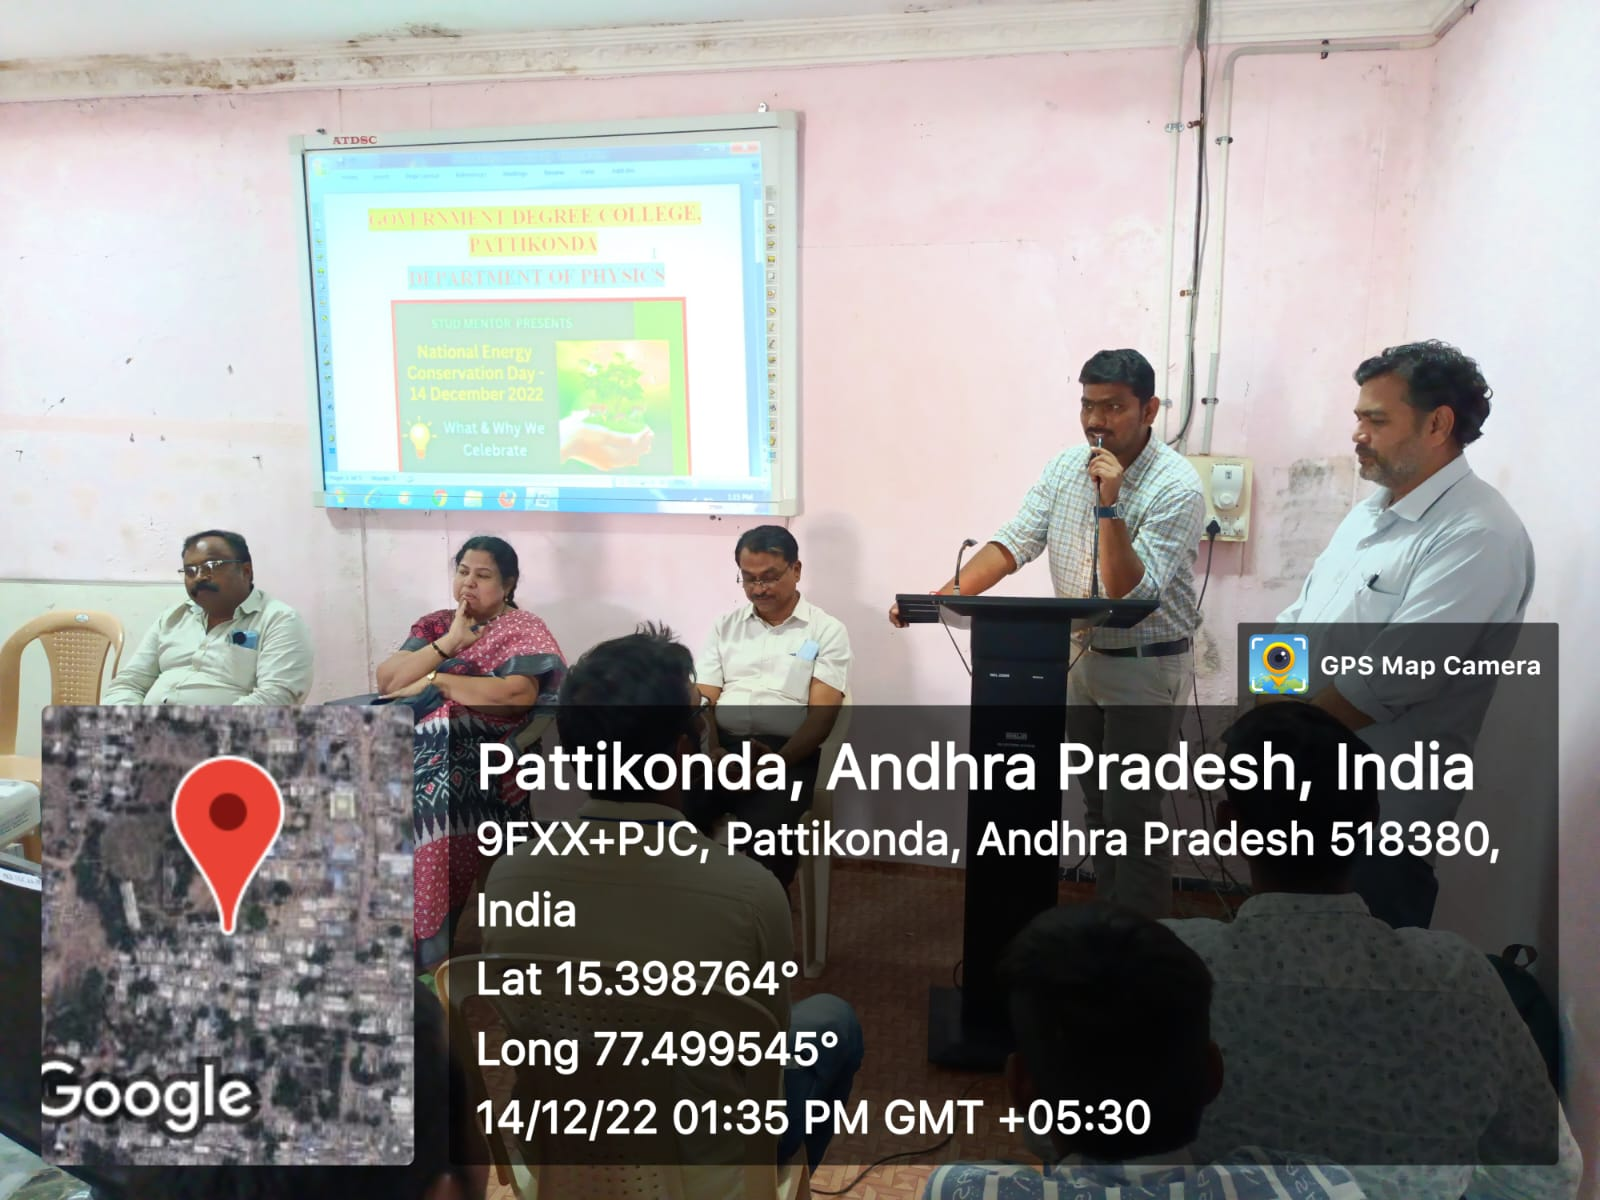 ATDSC
GOVERNMENT DEGREE COLLEGE,
PATTIKONDA
DEPARTMENT OF PHYSICS
STUD MENTOR PRESENTS
National Energy
Conservation Day -
14 December 2022
What & Why We
Celebrate
GPS Map Camera
Pattikonda, Andhra Pradesh, India
9FXX+PJC, Pattikonda, Andhra Pradesh 518380,
India
Lat 15.398764°
Long 77.499545°
14/12/22 01:35 PM GMT +05:30
Google